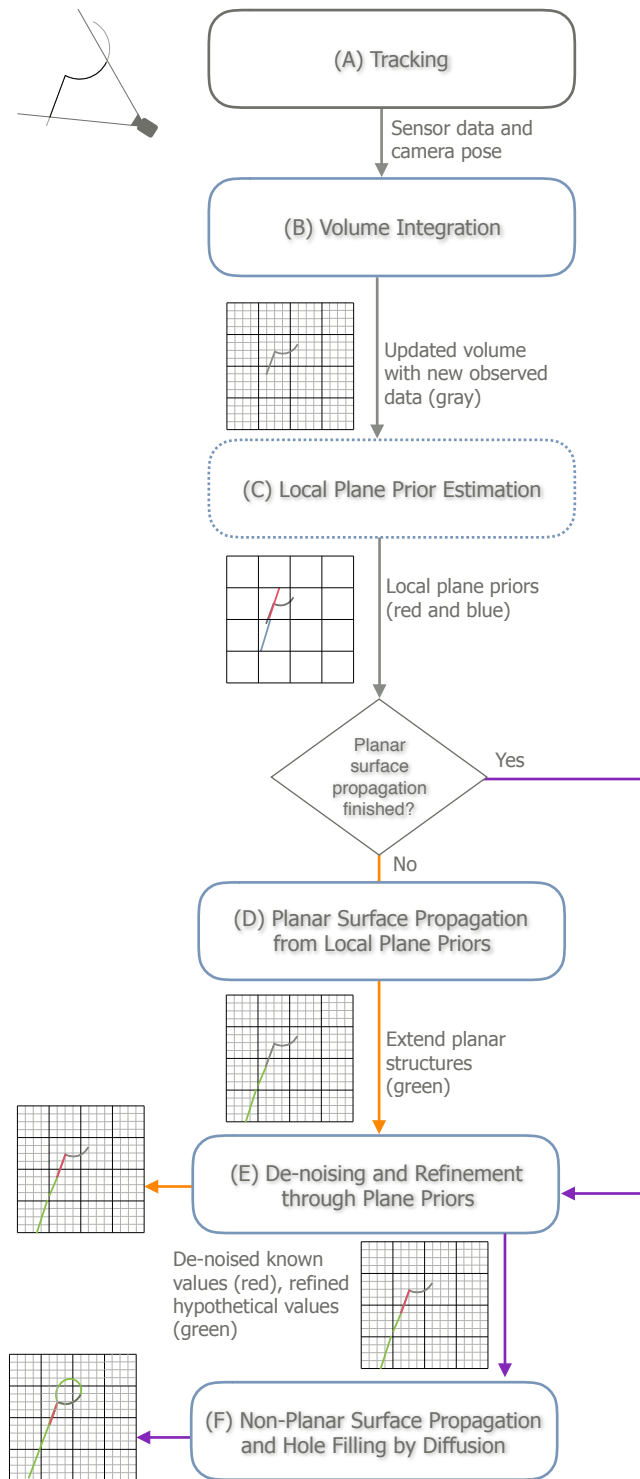 (A) Tracking
Sensor data and
camera pose
(B) Volume Integration
Updated volume
with new observed
data (gray)
(C) Local Plane Prior Estimation
Local plane priors
(red and blue)
Planar
surface
propagation
finished?
Yes
No
(D) Planar Surface Propagation
from Local Plane Priors
Extend planar
structures
(green)
(E) De-noising and Refinement
through Plane Priors
De-noised known
values (red), refined
hypothetical values
(green)
(F) Non-Planar Surface Propagation
and Hole Filling by Diffusion